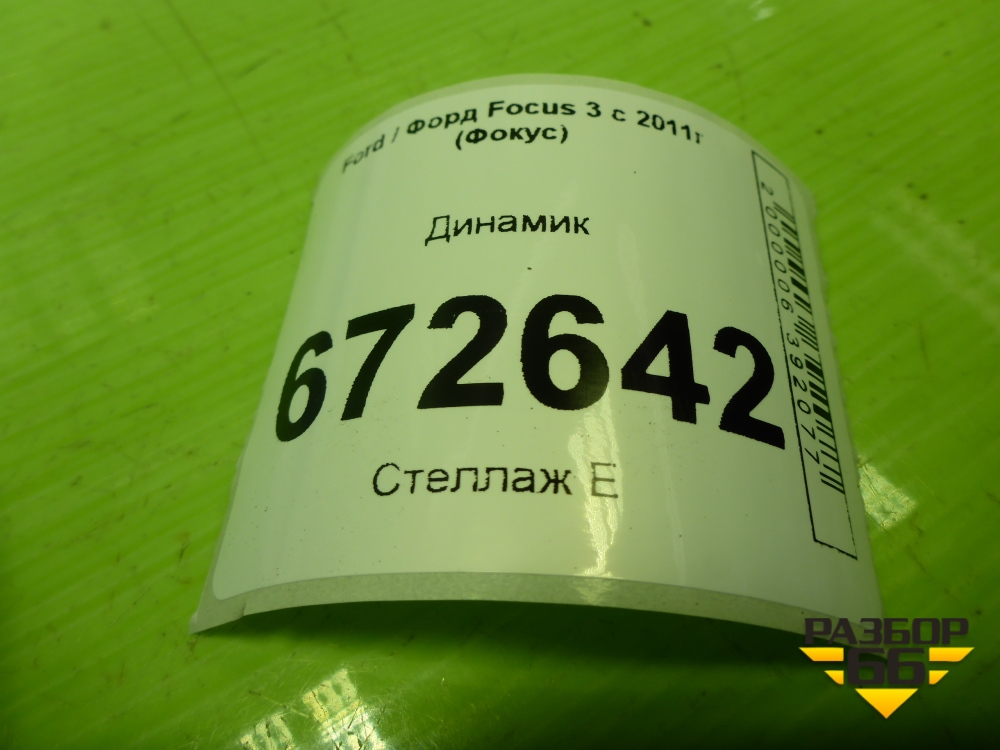 Ford / Форд Focus 3 с 2011г
(Фокус)
Динамик
672642
Стеллаж Е
2000006392077
РАЗБОР
66